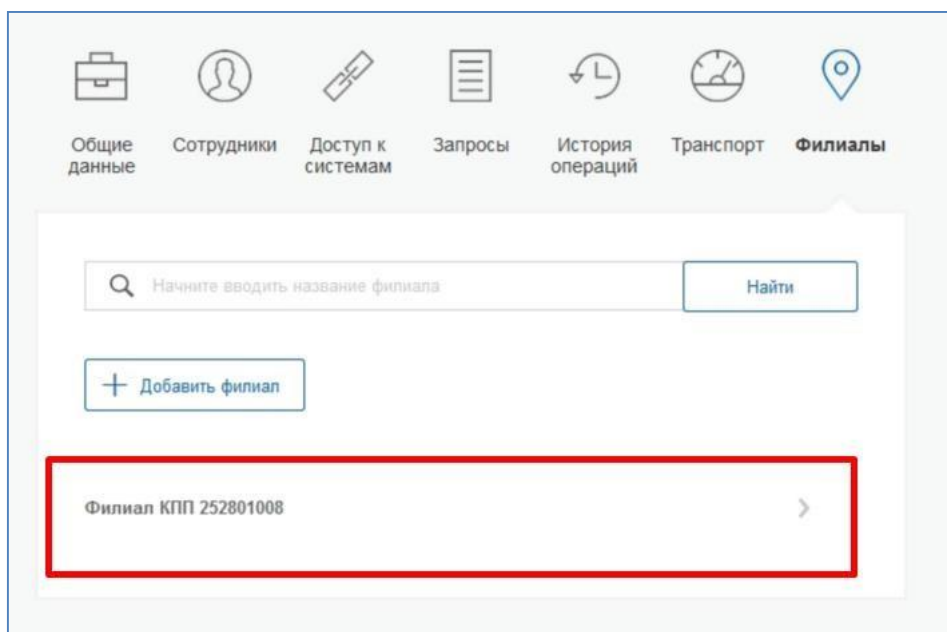 Общие данные
Сотрудники
Доступ к системам
Запросы
История операций
Транспорт
Филиалы
Начните вводить название филиала
Найти
Добавить филиал
Филиал КПП 252801008